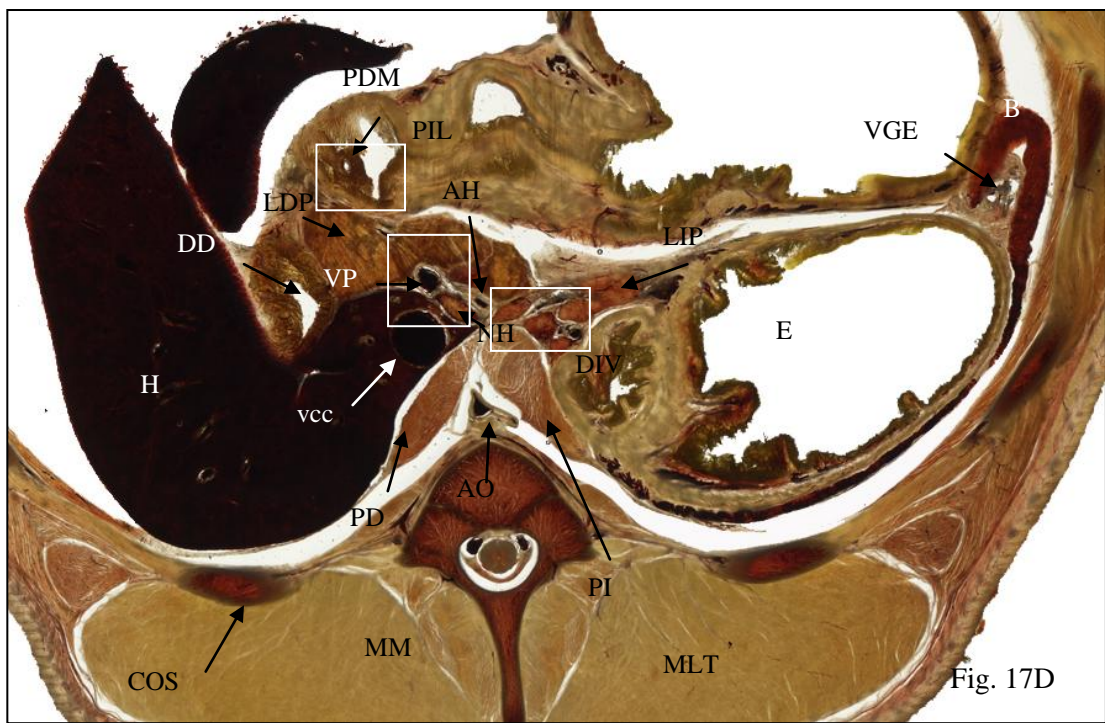 PDM
PIL
B
VGE
LDP
AH
DD
LIP
VP
NH
E
DIV
H
vcc
PD
AO
PI
MM
MLT
COS
Fig. 17D